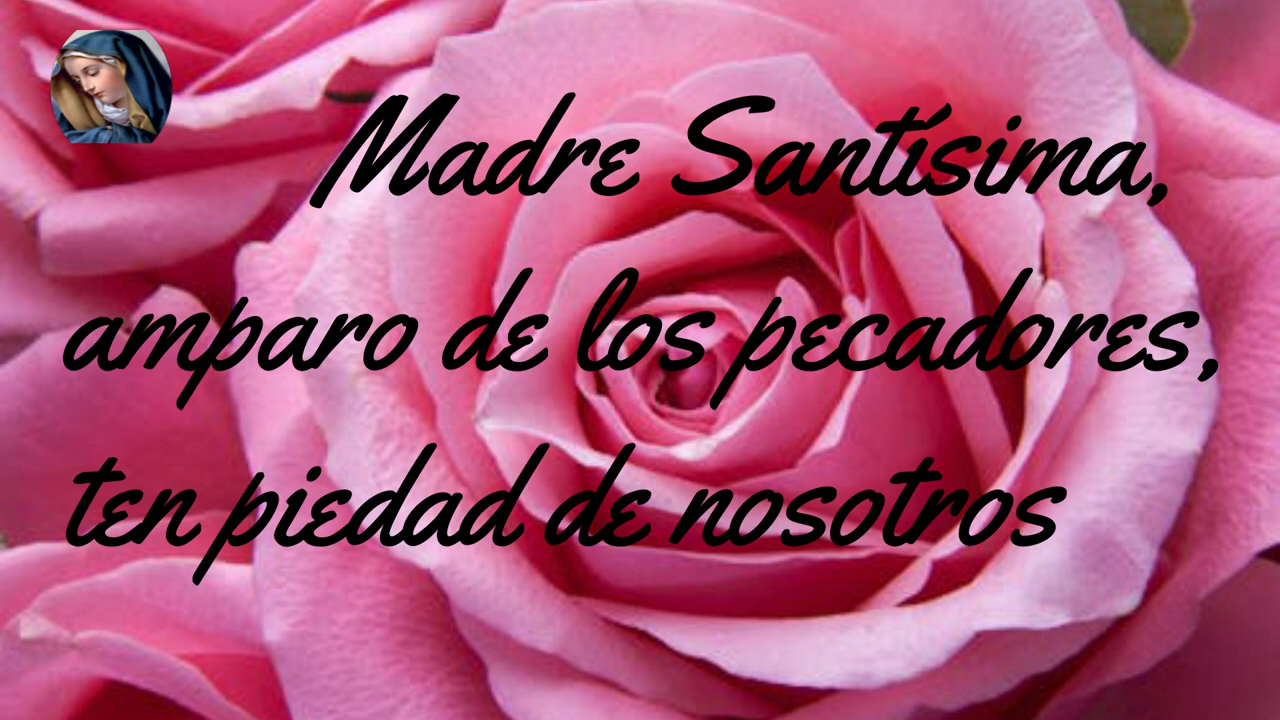 Madre Santísima,
amparo de los pecadores,
ten piedad de nosotros